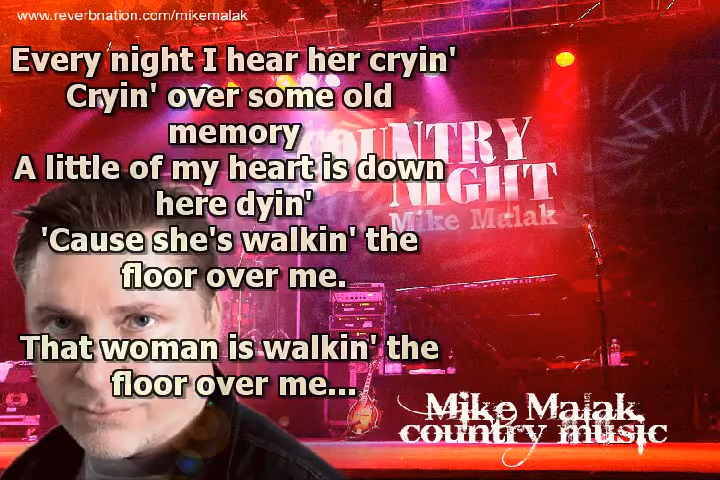 www.reverbnation.com/mikemalak
Every night I hear her cryin'
Cryin' over some old
memory
A little of my heart is down
here dyin'
'Cause she's walkin' the
floor over me.
That woman is walkin' the
floor over me...
COUNTRY
NIGHT
Mike Malak
Mike Malak
country music